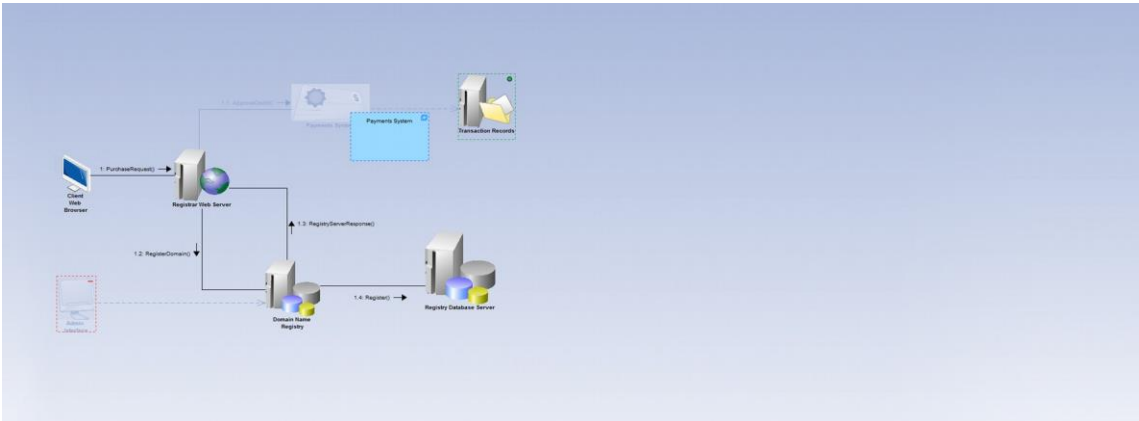 Payments System
Transaction Records
1: PurchaseRequest()
Client
Web
Browser
Registrar Web Server
1.3: RegistryServerResponse()
1.2: RegisterDomain()
1.4: Register()
Registry Database Server
Domain Name
Registry